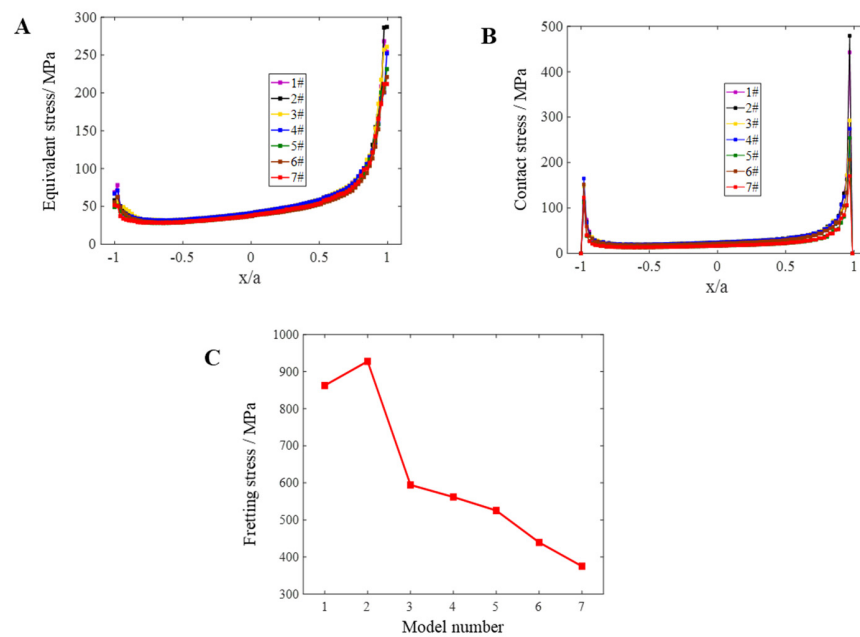 A
Equivalent stress/ MPa
300
250
200
150
100
50
0
1#
2#
3#
4#
5#
6#
7#
-1 -0.5 0 0.5 1
x/a
B
Contact stress / MPa
500
400
300
200
100
0
1#
2#
3#
4#
5#
6#
7#
-1 -0.5 0 0.5 1
x/a
C
Fretting stress / MPa
1000
900
800
700
600
500
400
300
1 2 3 4 5 6 7
Model number